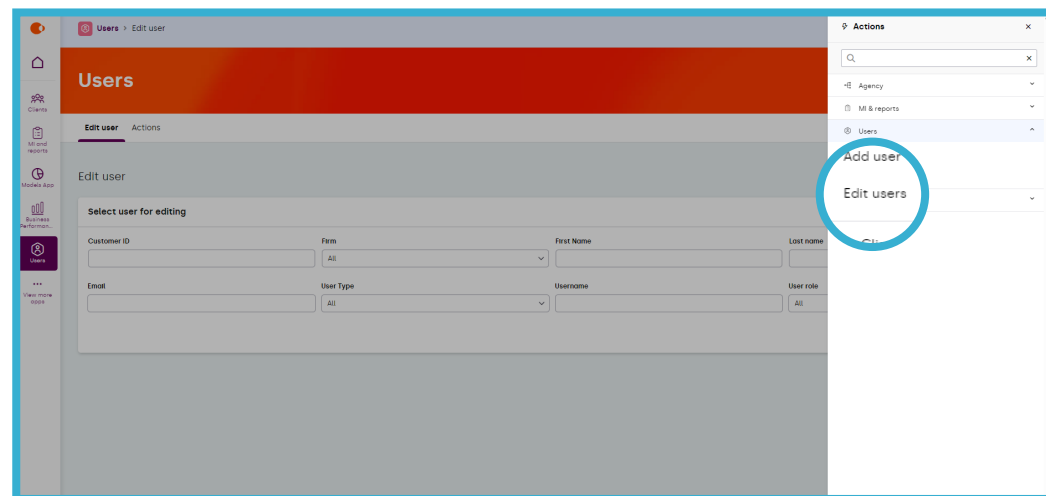 Users > Edit user
Actions
Users
Agency
MI & reports
Users
Add user
Edit users
Clients
MI and
reports
Models App
Business
Performan...
Users
View more
apps
Edit user
Actions
Edit user
Select user for editing
Customer ID
Firm
First Name
Last name
All
Email
User Type
Username
User role
All
All